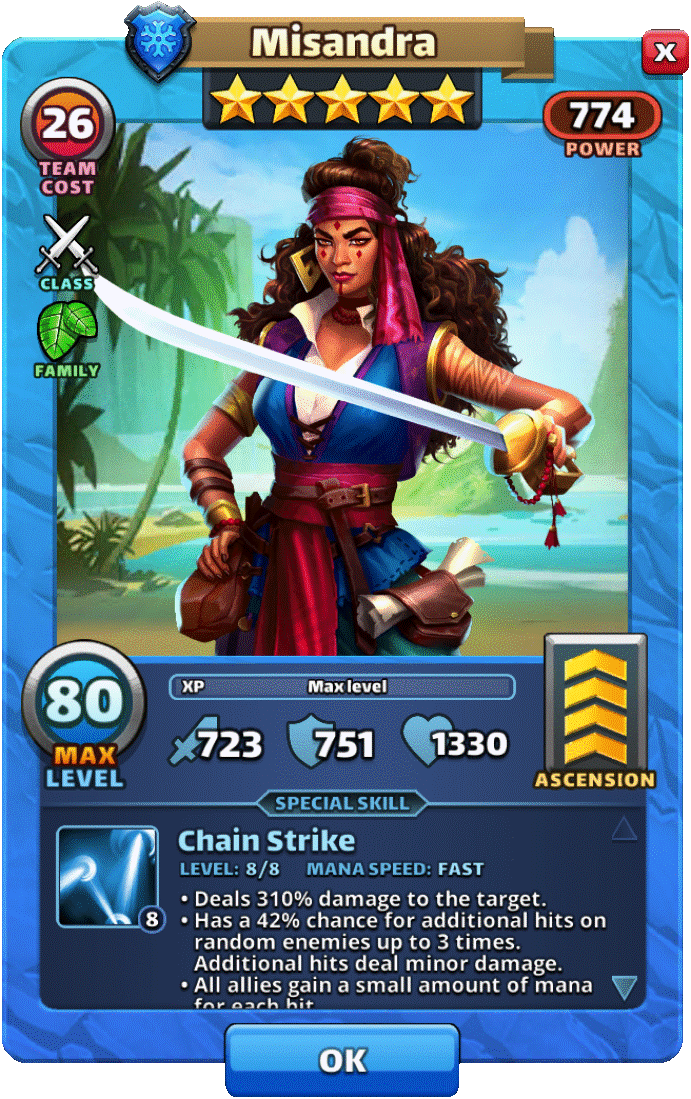 Misandra
X
26
TEAM
COST
774
POWER
CLASS
FAMILY
80
MAX
LEVEL
XP Max level
723 751 1330
ASCENSION
SPECIAL SKILL
Chain Strike
LEVEL: 8/8 MANA SPEED: FAST
8
• Deals 310% damage to the target.
• Has a 42% chance for additional hits on
random enemies up to 3 times.
Additional hits deal minor damage.
• All allies gain a small amount of mana
for each hit
OK